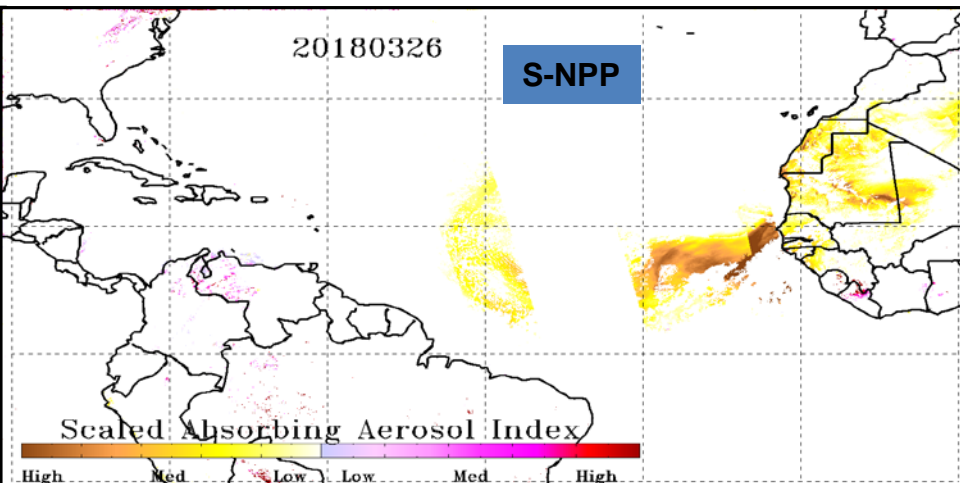 20180326
S-NPP
Scaled Absorbing Aerosol Index
High Med Low Low Med High